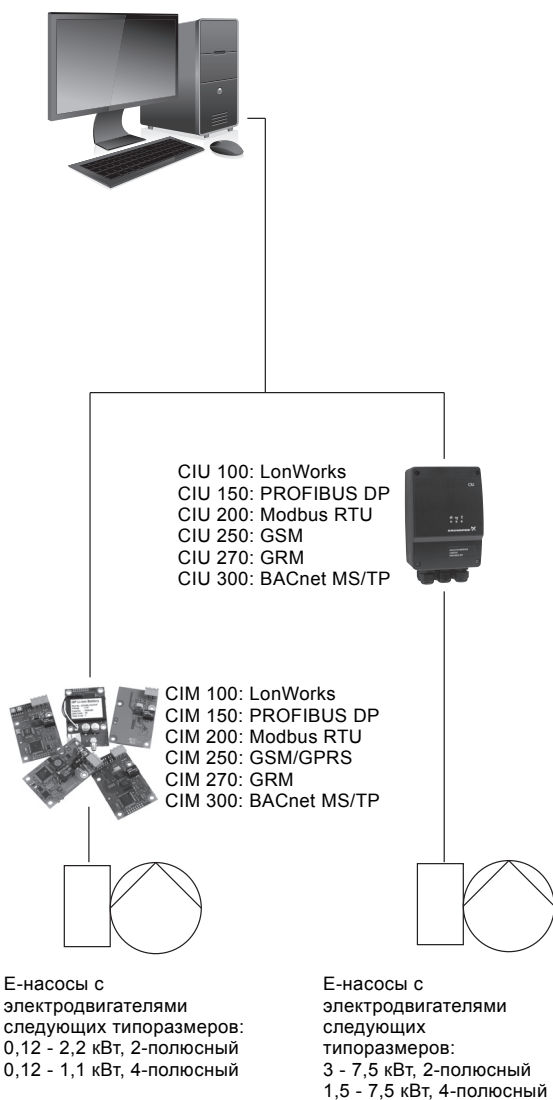 CIU 100: LonWorks
CIU 150: PROFIBUS DP
CIU 200: Modbus RTU
CIU 250: GSM
CIU 270: GRM
CIU 300: BACnet MS/TP
CIM 100: LonWorks
CIM 150: PROFIBUS DP
CIM 200: Modbus RTU
CIM 250: GSM/GPRS
CIM 270: GRM
CIM 300: BACnet MS/TP
Е-насосы с
электродвигателями
следующих типоразмеров:
0,12 - 2,2 кВт, 2-полюсный
0,12 - 1,1 кВт, 4-полюсный
Е-насосы с
электродвигателями
следующих
типоразмеров:
3 - 7,5 кВт, 2-полюсный
1,5 - 7,5 кВт, 4-полюсный